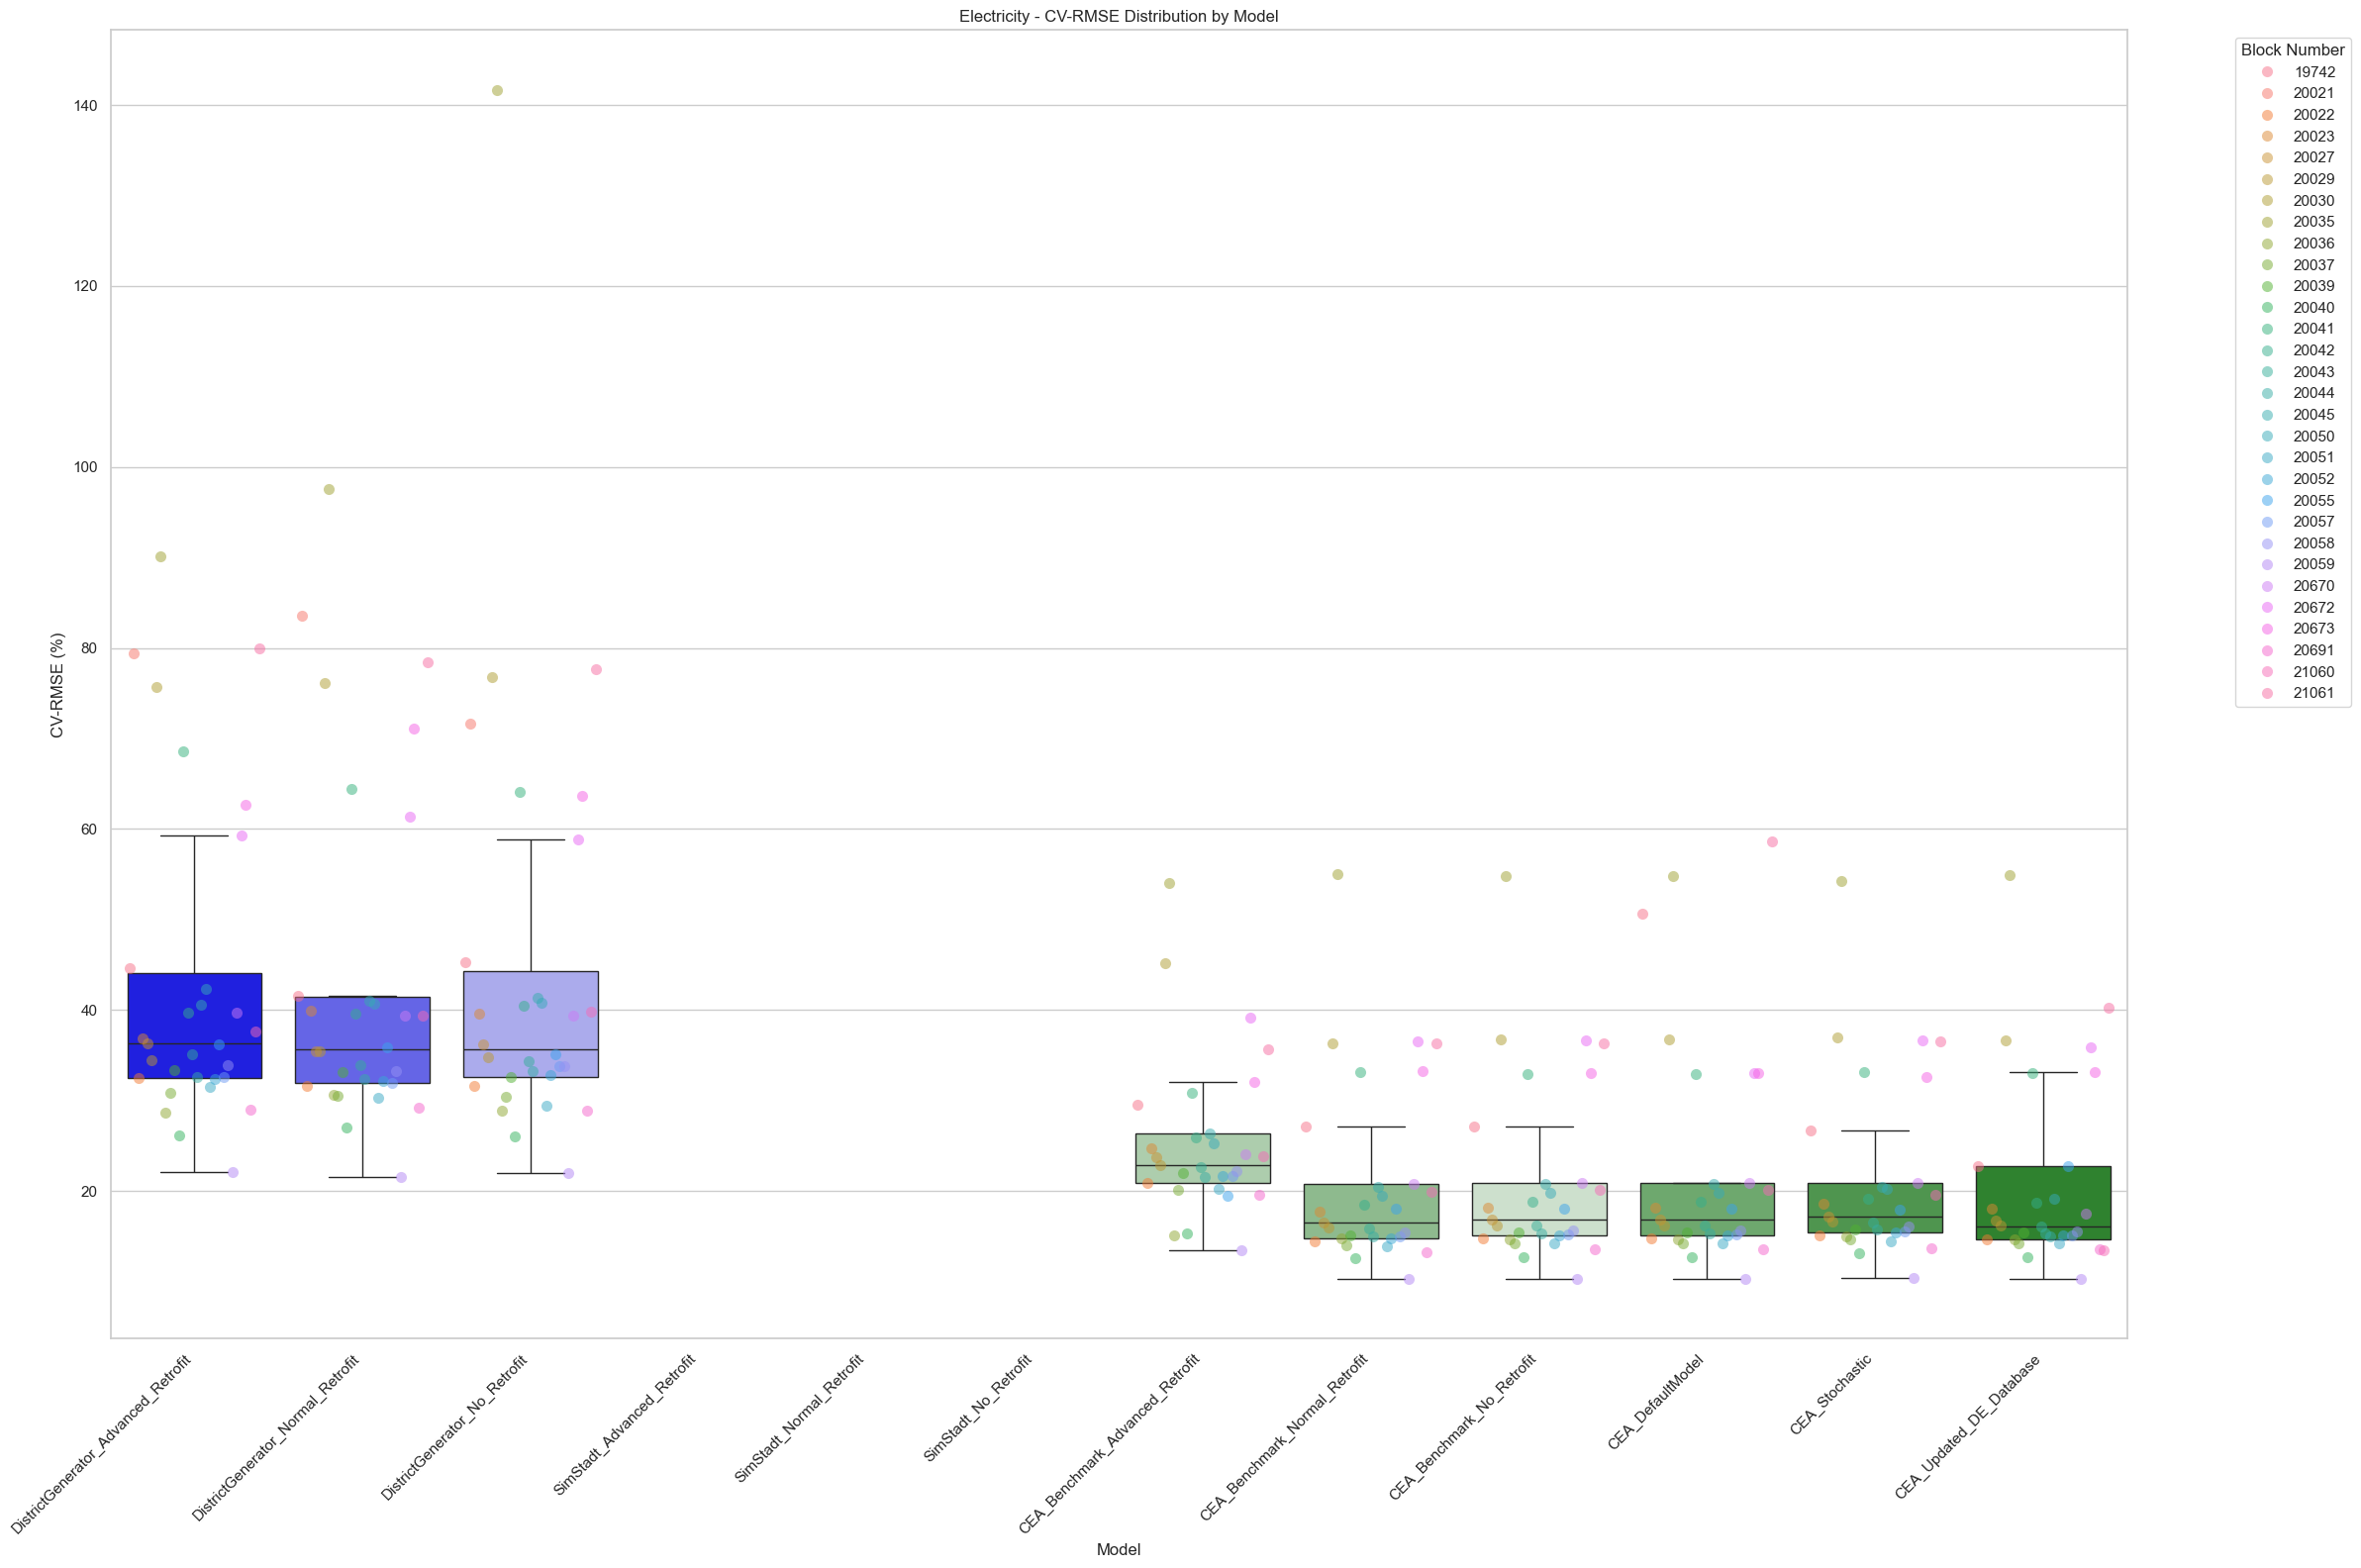 Electricity - CV-RMSE Distribution by Model
CV-RMSE (%)
140
120
100
80
60
40
20
DistrictGenerator_Advanced_Retrofit
DistrictGenerator_Normal_Retrofit
DistrictGenerator_No_Retrofit
SimStadt_Advanced_Retrofit
SimStadt_Normal_Retrofit
SimStadt_No_Retrofit
CEA_Benchmark_Advanced_Retrofit
CEA_Benchmark_Normal_Retrofit
CEA_Benchmark_No_Retrofit
CEA_DefaultModel
CEA_Stochastic
CEA_Updated_DE_Database
Model
Block Number
19742
20021
20022
20023
20027
20029
20030
20035
20036
20037
20039
20040
20041
20042
20043
20044
20045
20050
20051
20052
20055
20057
20058
20059
20670
20672
20673
20691
21060
21061